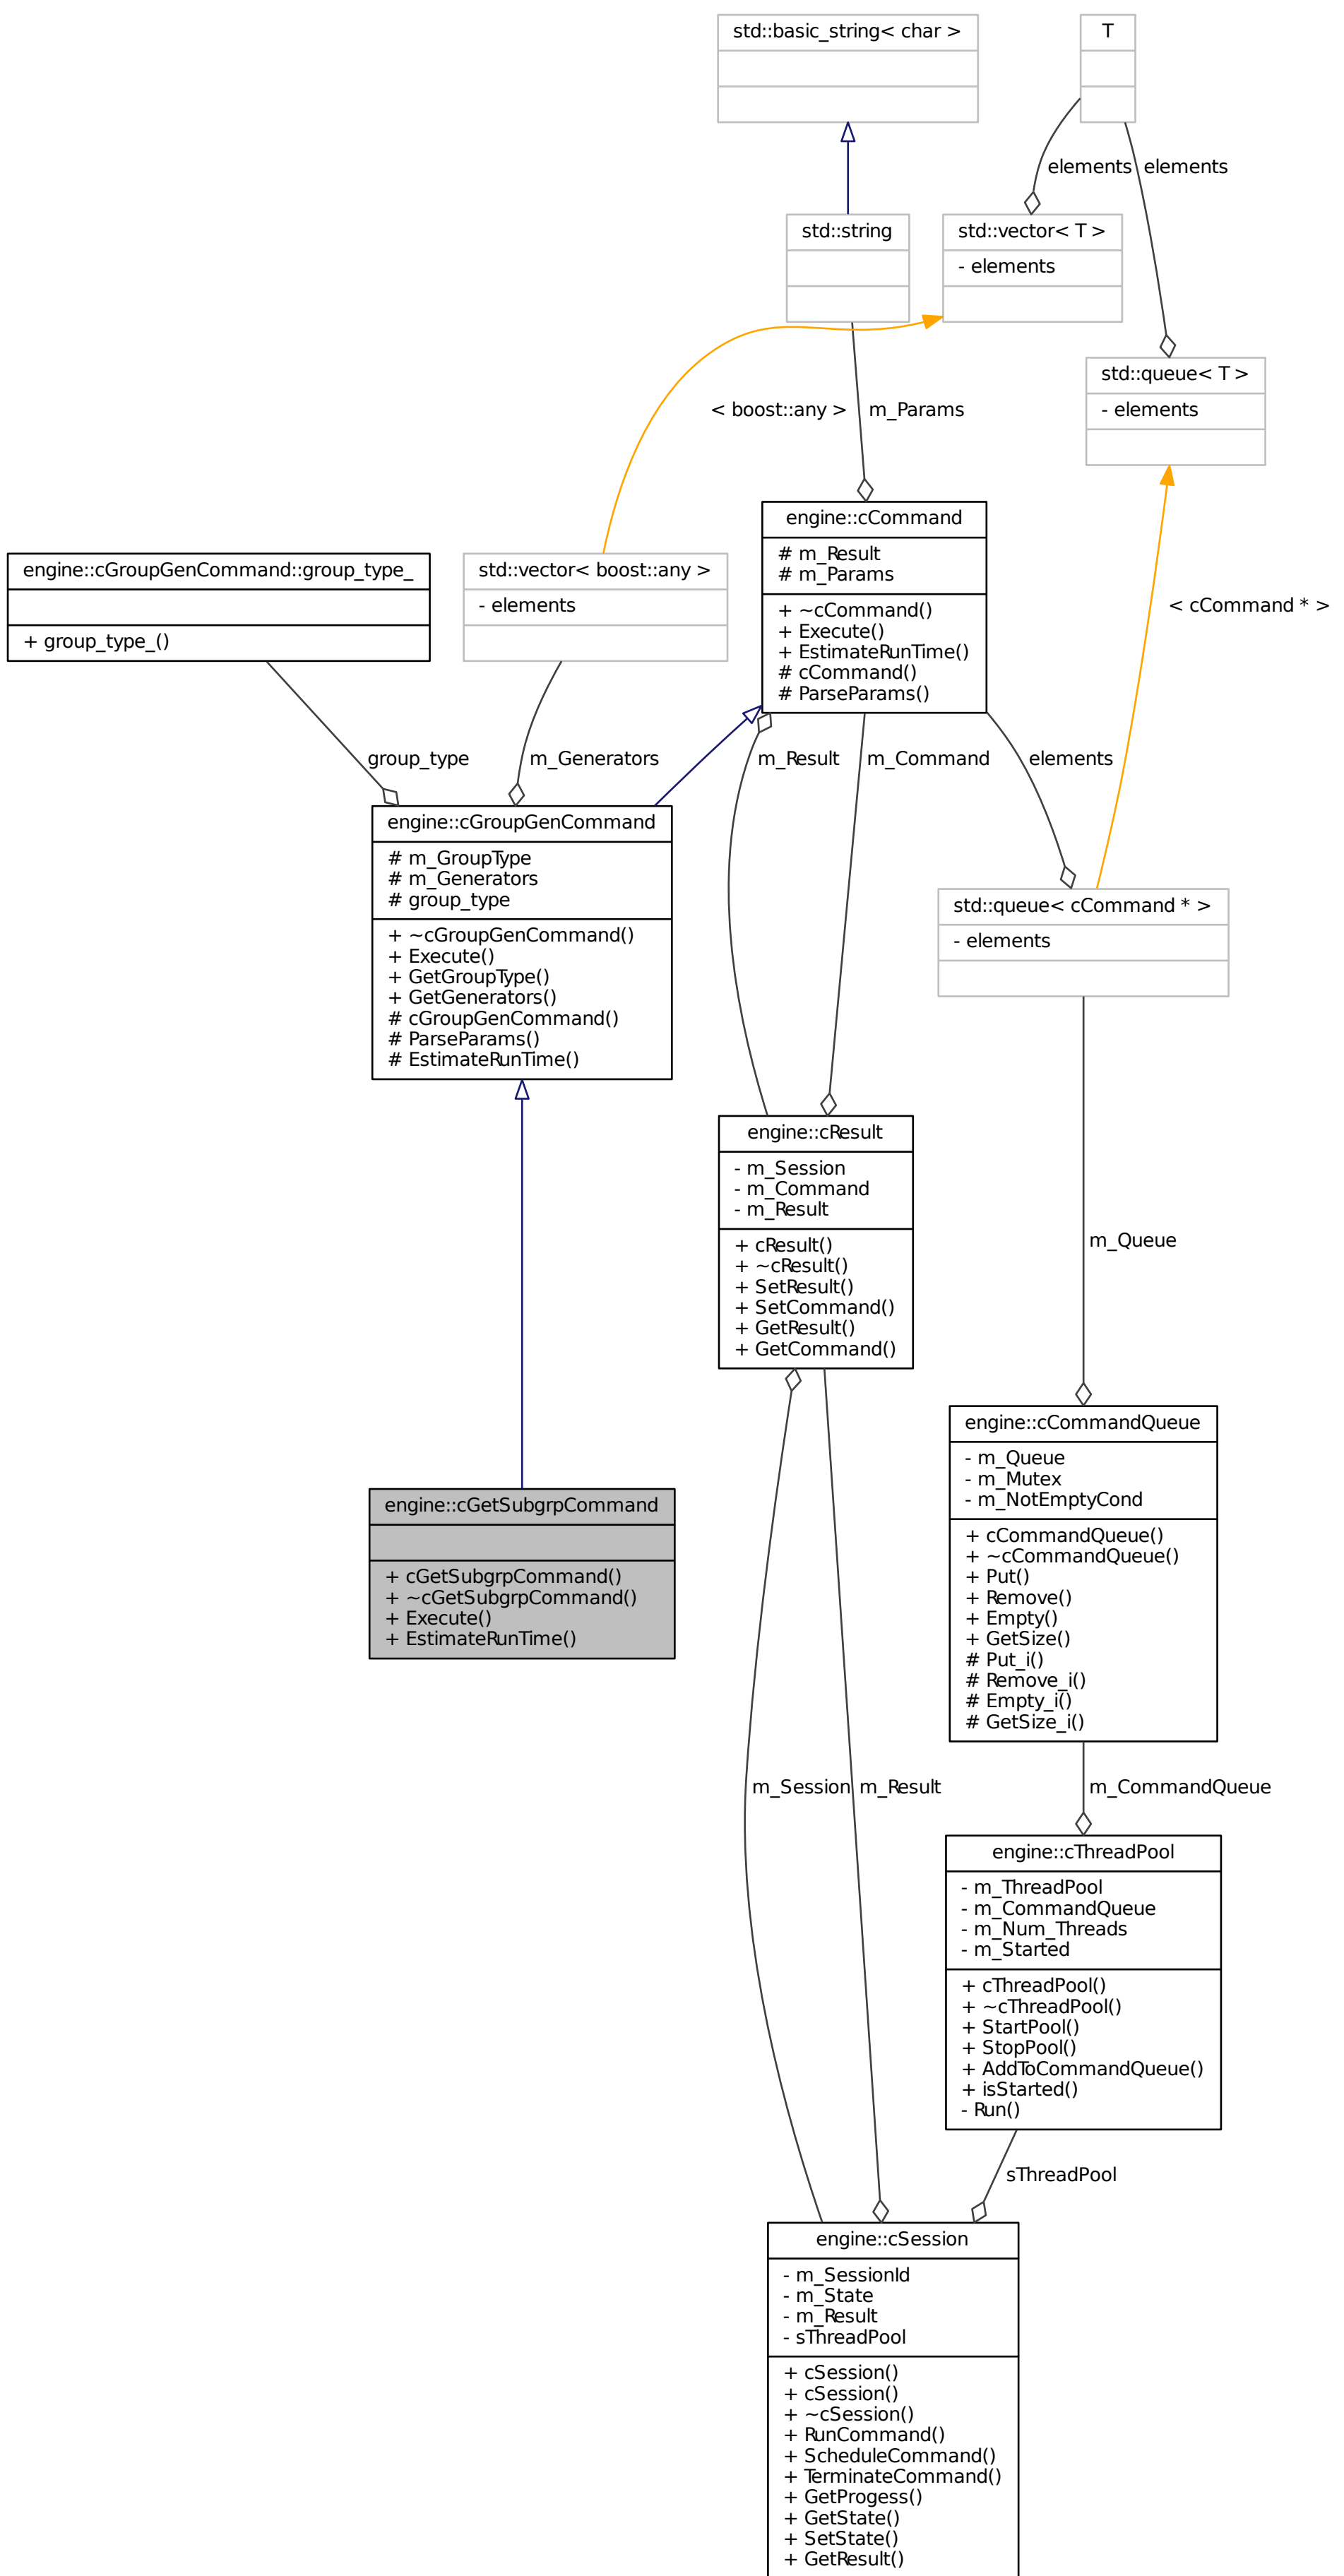 std::basic_string< char >
T
elements
elements
std::string
std::vector< T >
- elements
std::queue< T >
- elements
< boost::any >
m_Params
engine::cCommand
# m_Result
# m_Params
+ ~cCommand()
+ Execute()
+ EstimateRunTime()
# cCommand()
# ParseParams()
engine::cGroupGenCommand::group_type_
+ group_type_()
std::vector< boost::any >
- elements
< cCommand * >
group_type
m_Generators
m_Result
m_Command
elements
engine::cGroupGenCommand
# m_GroupType
# m_Generators
# group_type
+ ~cGroupGenCommand()
+ Execute()
+ GetGroupType()
+ GetGenerators()
# cGroupGenCommand()
# ParseParams()
# EstimateRunTime()
std::queue< cCommand * >
- elements
engine::cResult
- m_Session
- m_Command
- m_Result
+ cResult()
+ ~cResult()
+ SetResult()
+ SetCommand()
+ GetResult()
+ GetCommand()
m_Queue
engine::cCommandQueue
- m_Queue
- m_Mutex
- m_NotEmptyCond
+ cCommandQueue()
+ ~cCommandQueue()
+ Put()
+ Remove()
+ Empty()
+ GetSize()
# Put_i()
# Remove_i()
# Empty_i()
# GetSize_i()
engine::cGetSubgrpCommand
+ cGetSubgrpCommand()
+ ~cGetSubgrpCommand()
+ Execute()
+ EstimateRunTime()
m_Session
m_Result
m_CommandQueue
engine::cThreadPool
- m_ThreadPool
- m_CommandQueue
- m_Num_Threads
- m_Started
+ cThreadPool()
+ ~cThreadPool()
+ StartPool()
+ StopPool()
+ AddToCommandQueue()
+ isStarted()
- Run()
sThreadPool
engine::cSession
- m_SessionId
- m_State
- m_Result
- sThreadPool
+ cSession()
+ cSession()
+ ~cSession()
+ RunCommand()
+ ScheduleCommand()
+ TerminateCommand()
+ GetProgess()
+ GetState()
+ SetState()
+ GetResult()